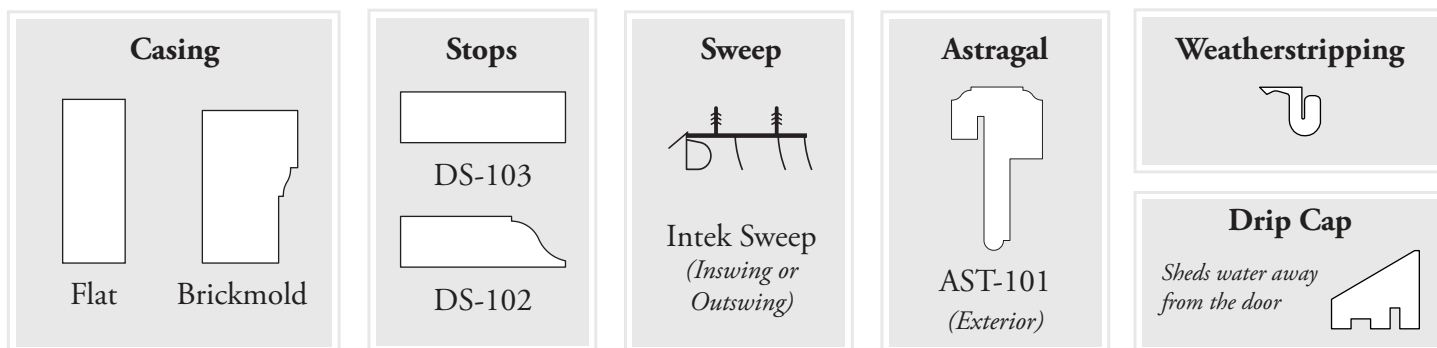 Casing
Flat
Brickmold
Stops
DS-103
DS-102
Sweep
Intek Sweep
(Inswing or
Outswing)
Astragal
AST-101
(Exterior)
Weatherstripping
Drip Cap
Sheds water away
from the door